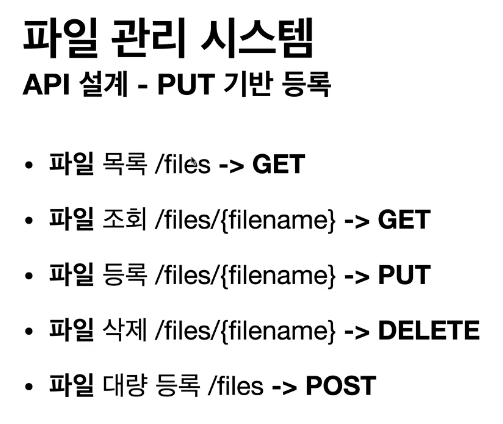 파일 관리 시스템
API 설계 - PUT 기반 등록
• 파일 목록 /files -> GET
• 파일 조회 /files/{filename} -> GET
• 파일 등록 /files/{filename} -> PUT
• 파일 삭제 /files/{filename} -> DELETE
• 파일 대량 등록 /files -> POST